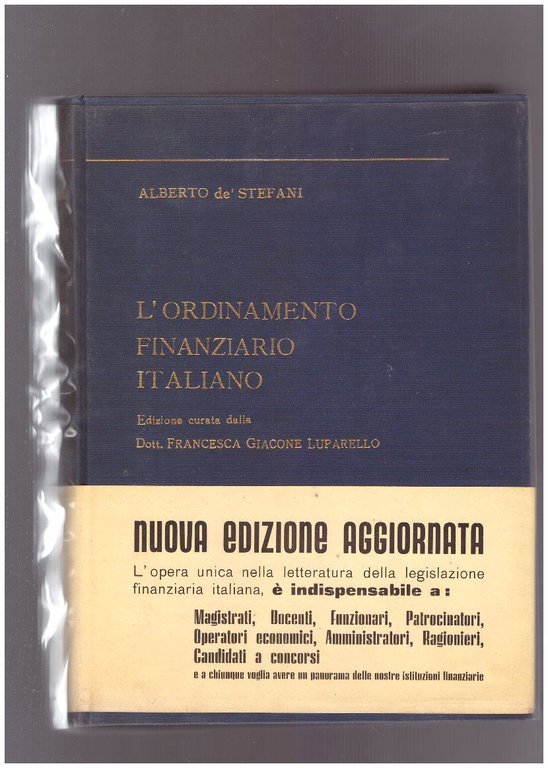 ALBERTO de' STEFANI
L'ORDINAMENTO
FINANZIARIO
ITALIANO
Edizione curata dalla
Dott. FRANCESCA GIACONE LUPARELLO
NUOVA EDIZIONE AGGIORNATA
L'opera unica nella letteratura della legislazione
finanziaria italiana, è indispensabile a:
Magistrati, Docenti, Funzionari, Patrocinatori,
Operatori economici, Amministratori, Ragionieri,
Candidati a concorsi
e a chiunque voglia avere un panorama delle nostre istituzioni finanziarie